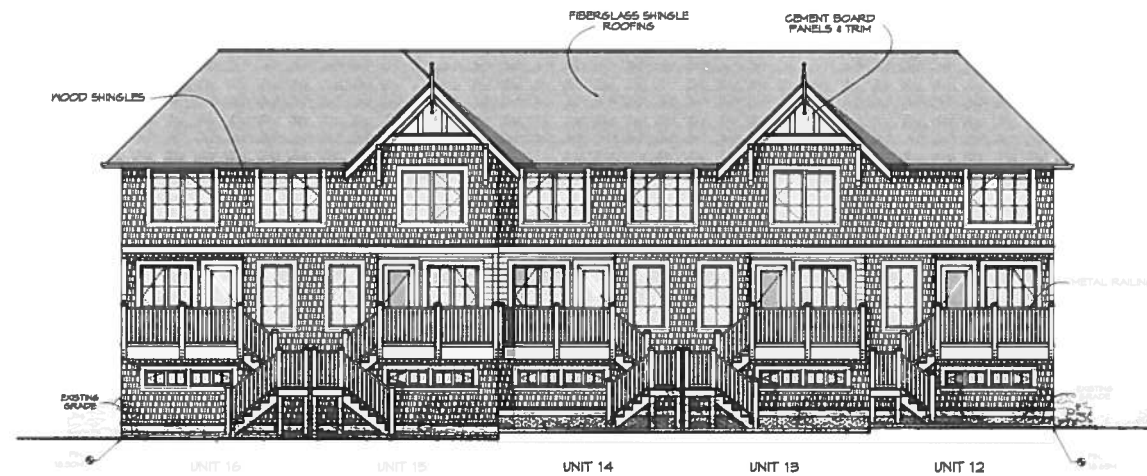 FIBERGLASS SHINGLE
ROOFING
CEMENT BOARD
PANELS & TRIM
WOOD SHINGLES
METAL RAILIN
EXISTING
GRADE
EXISTING
GRADE
UNIT 16
UNIT 15
UNIT 14
UNIT 13
UNIT 12